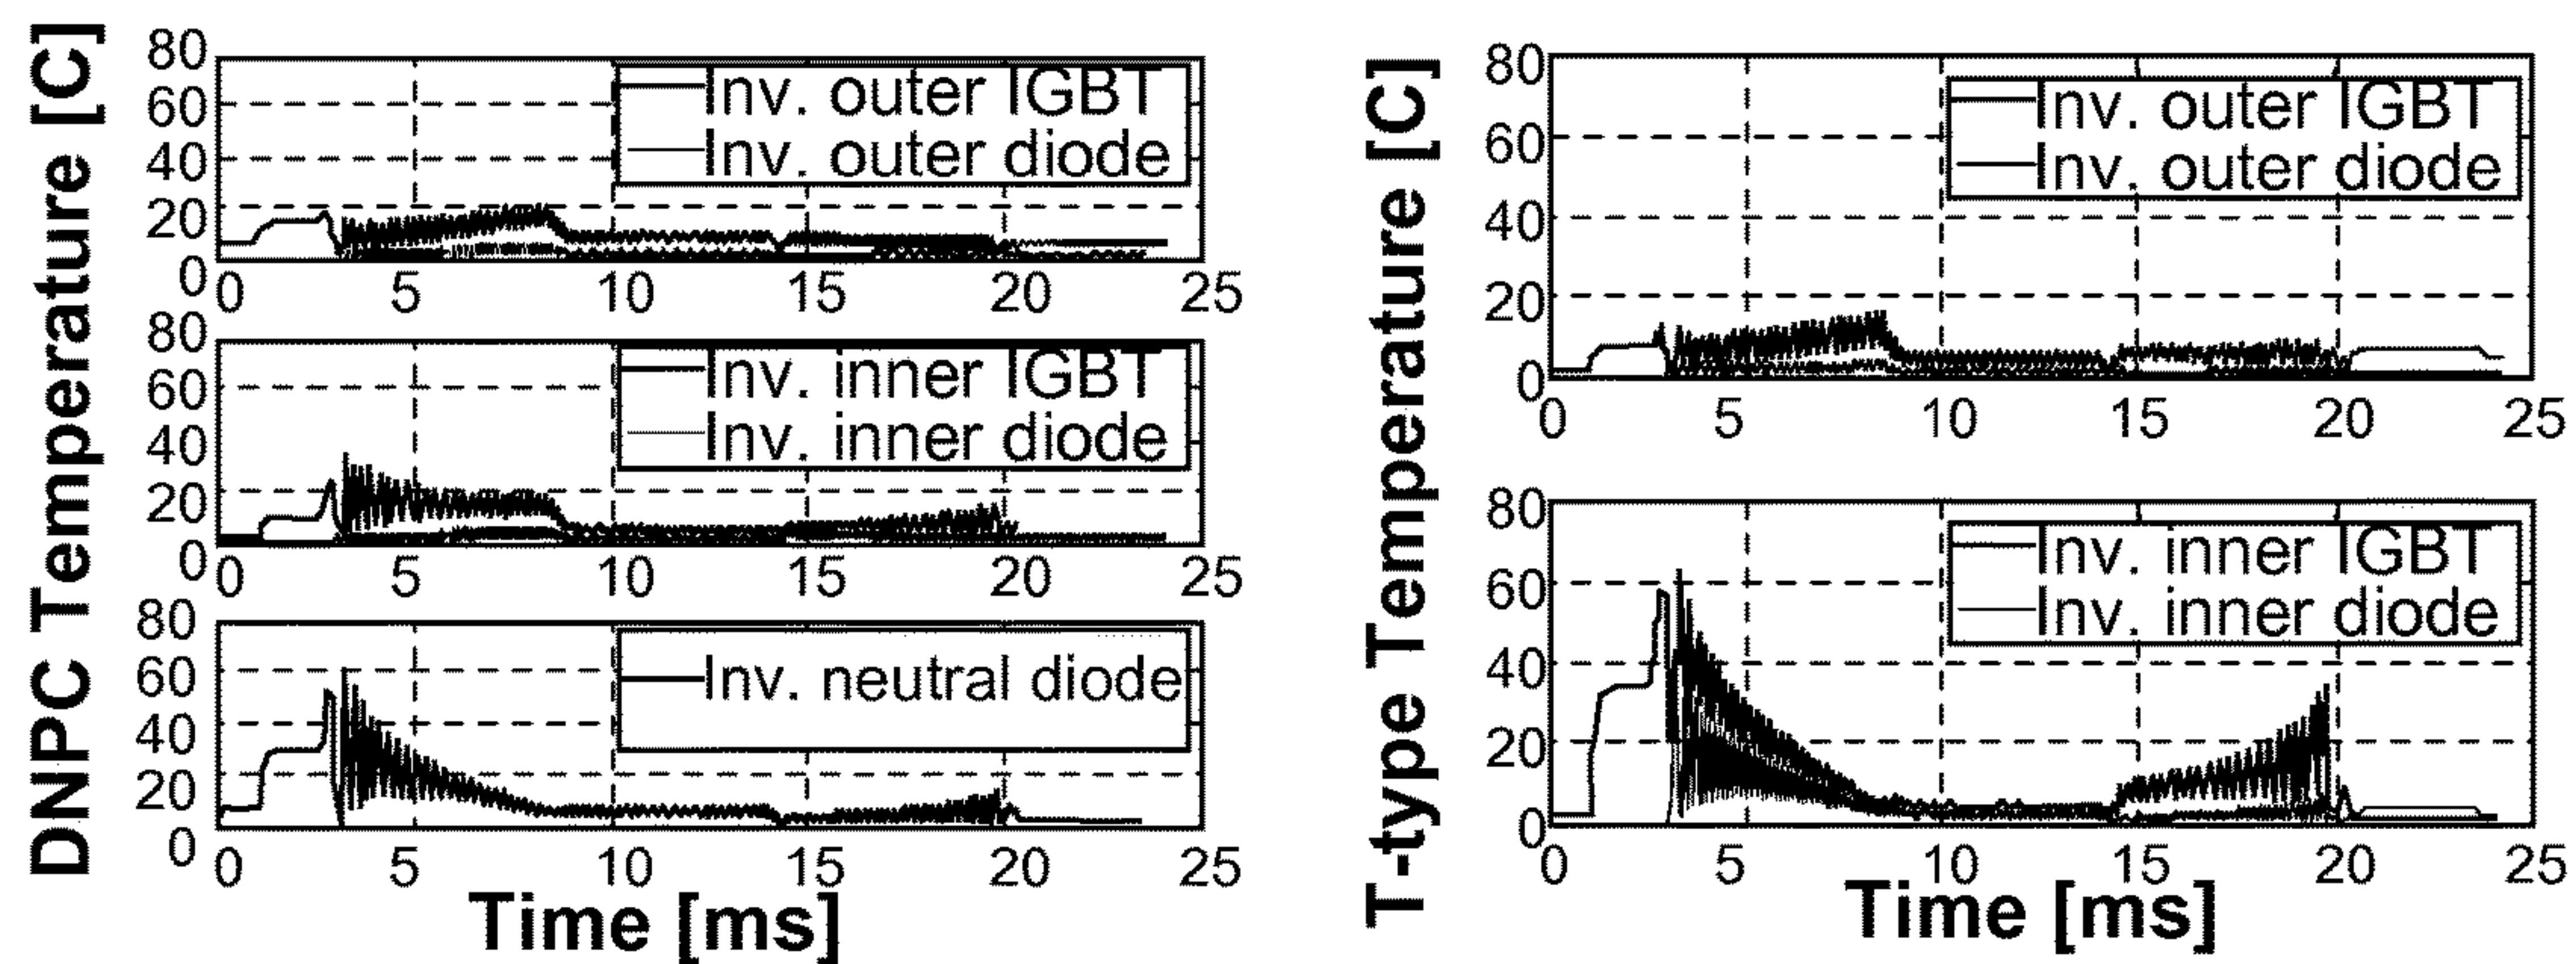 DNPC Temperature [C]
80
60
40
20
0
Inv. outer IGBT
Inv. outer diode
0 5 10 15 20 25
80
60
40
20
0
Inv. inner IGBT
Inv. inner diode
0 5 10 15 20 25
80
60
40
20
0
Inv. neutral diode
0 5 10 15 20 25
Time [ms]
T-type Temperature [C]
80
60
40
20
0
Inv. outer IGBT
Inv. outer diode
0 5 10 15 20 25
80
60
40
20
0
Inv. inner IGBT
Inv. inner diode
0 5 10 15 20 25
Time [ms]